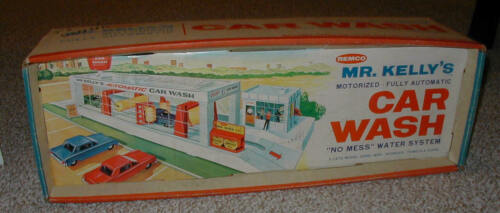 CAR WASH
REMCO
MR. KELLY'S
MOTORIZED - FULLY AUTOMATIC
CAR
WASH
"NO MESS" WATER SYSTEM
MR. KELLY'S AUTOMATIC CAR WASH